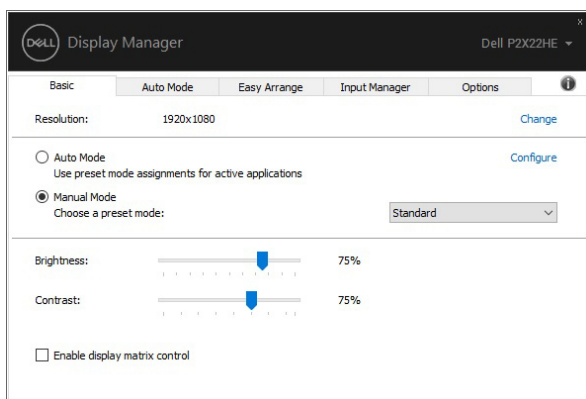 x
DELL Display Manager Dell P2X22HE
Basic Auto Mode Easy Arrange Input Manager Options i
Resolution: 1920x1080 Change
Auto Mode Configure
Use preset mode assignments for active applications
Manual Mode
Choose a preset mode: Standard
Brightness: 75%
Contrast: 75%
Enable display matrix control